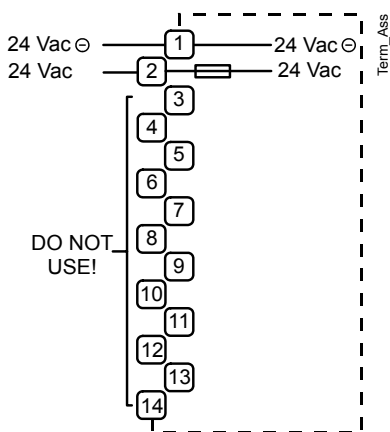 24 Vac ⊖ 1 24 Vac ⊖
24 Vac 2 24 Vac
3
4
5
6
7
DO NOT
USE!
8
9
10
11
12
13
14
Term_Ass